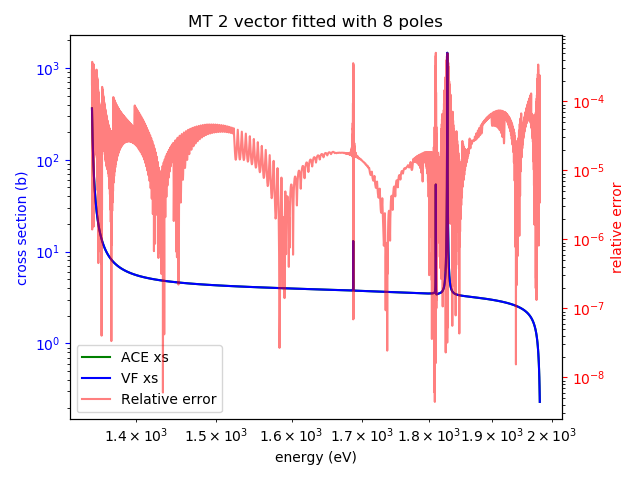 MT 2 vector fitted with 8 poles
10³
10²
10¹
10⁰
cross section (b)
10⁻⁴
10⁻⁵
10⁻⁶
10⁻⁷
10⁻⁸
relative error
ACE xs
VF xs
Relative error
1.4 × 10³ 1.5 × 10³ 1.6 × 10³ 1.7 × 10³ 1.8 × 10³ 1.9 × 10³ 2 × 10³
energy (eV)